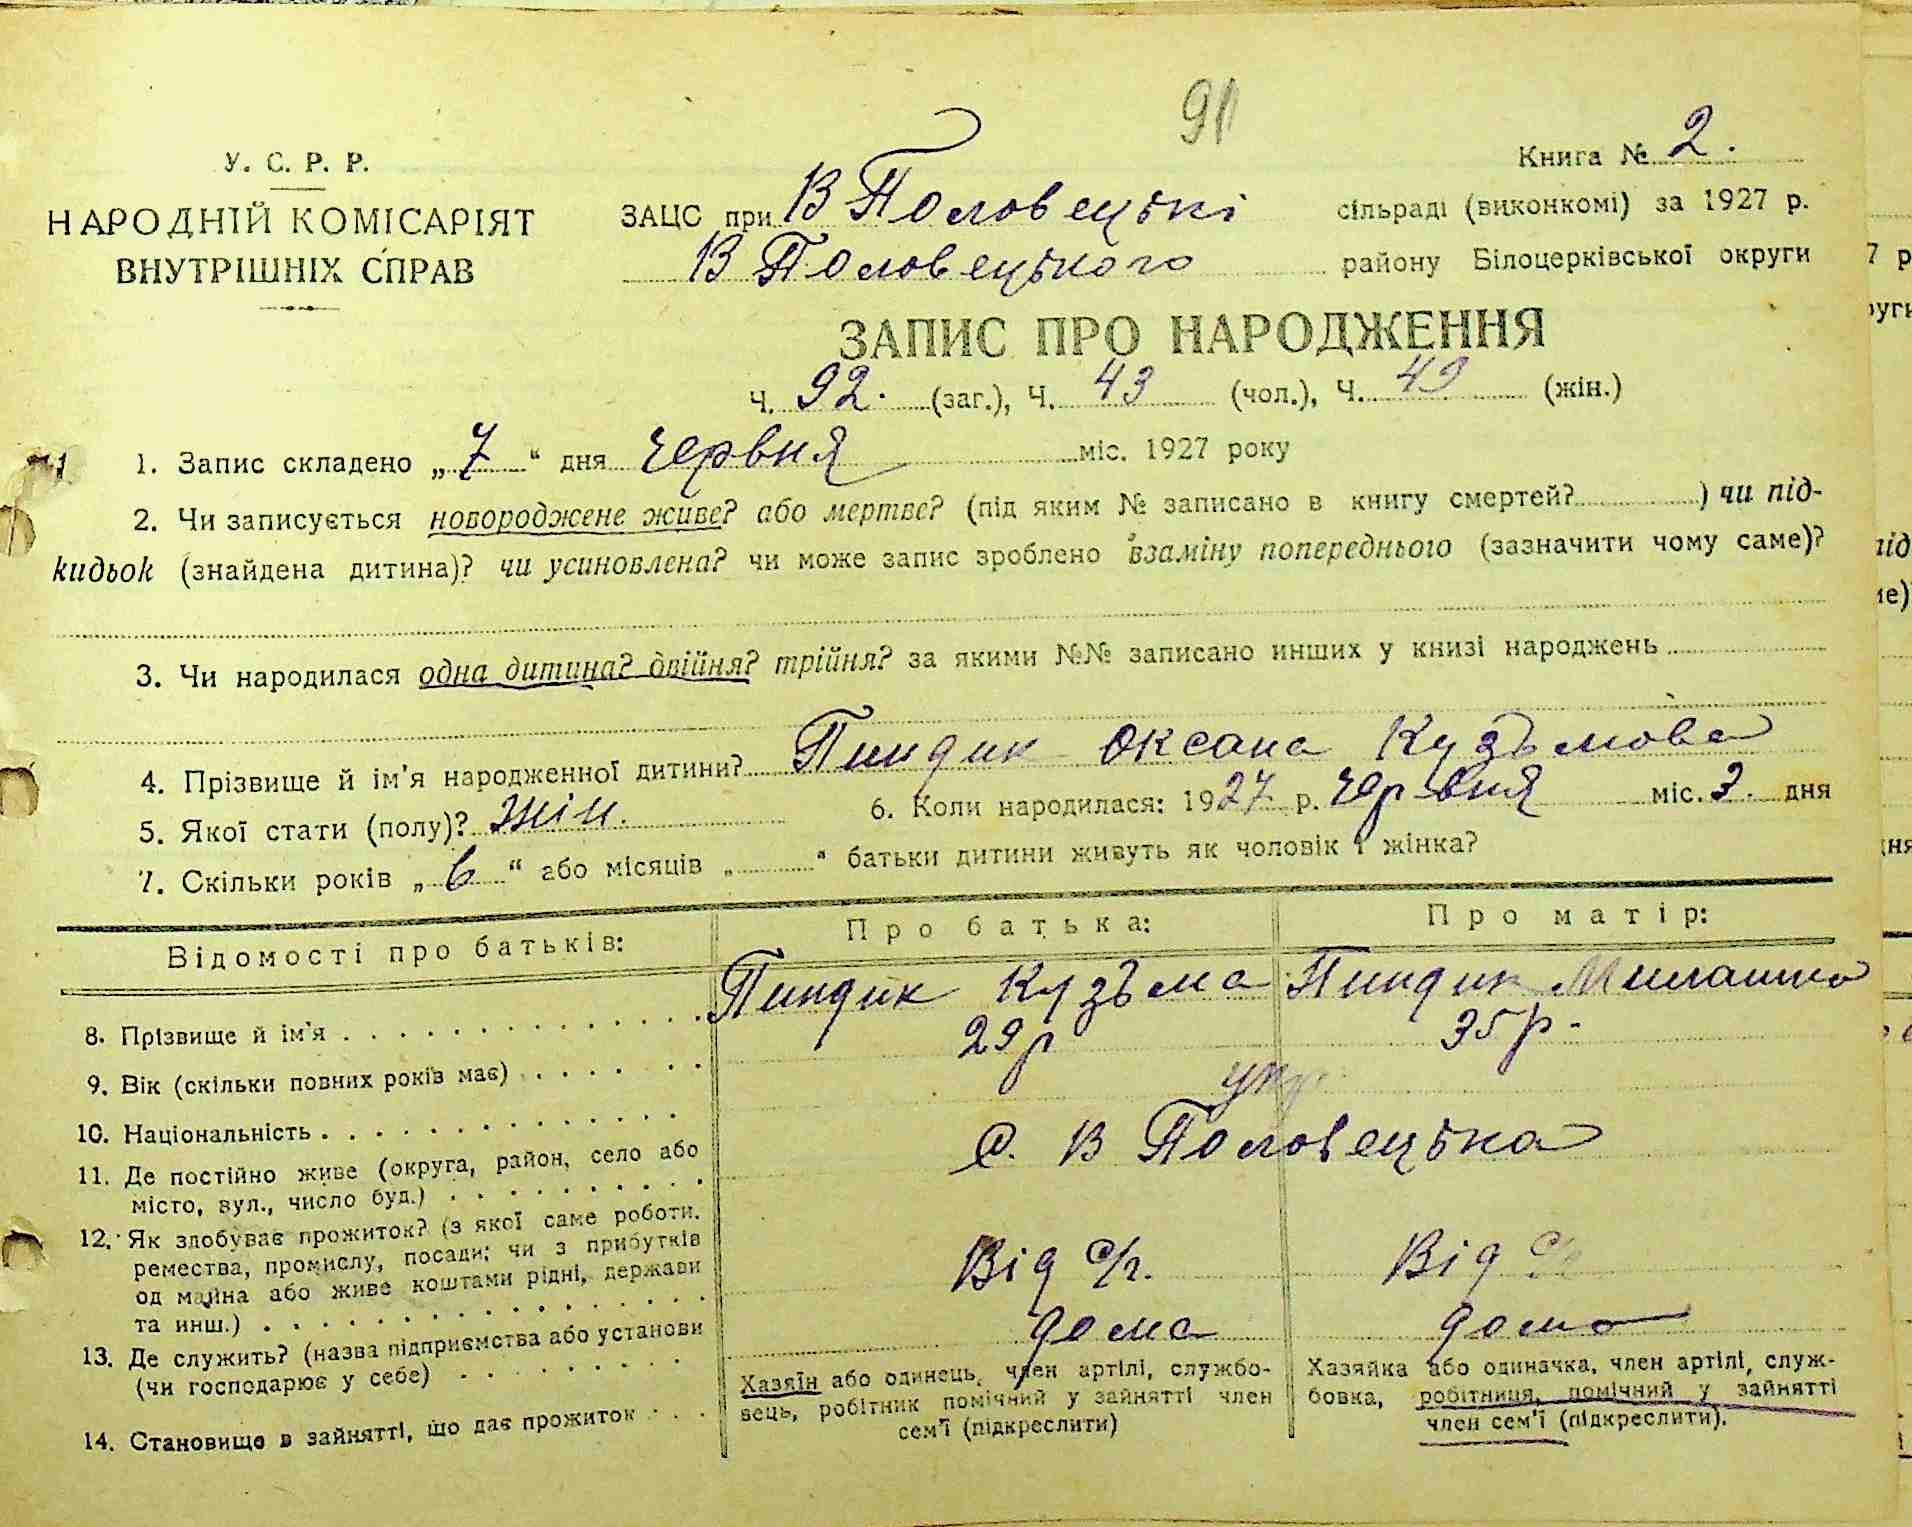 91
У. С. Р. Р.
НАРОДНІЙ КОМІСАРІЯТ
ВНУТРІШНІХ СПРАВ
Книга № 2.
ЗАЦС при В Половецькі сільраді (виконкомі) за 1927 р.
В Половецького району Білоцерківської округи
ЗАПИС ПРО НАРОДЖЕННЯ
Ч. 92. (заг.), Ч. 43 (чол.), Ч. 49 (жін.)
1. Запис складено „7“ дня червня міс. 1927 року
2. Чи записується новороджене живе? або мертве? (під яким № записано в книгу смертей? ) чи під-
кидьок (знайдена дитина)? чи усиновлена? чи може запис зроблено взаміну попереднього (зазначити чому саме)?
3. Чи народилася одна дитина? двійня? трійня? за якими №№ записано инших у книзі народжень
4. Прізвище й ім'я народженної дитини? Пиндик Оксана Кузьмова
5. Якої стати (полу)? Жін. 6. Коли народилася: 1927 р. червня міс. 3. дня
7. Скільки років „6“ або місяців „ “ батьки дитини живуть як чоловік і жінка?
Відомості про батьків: Про батька: Про матір:
8. Прізвище й ім'я Пиндик Кузьма Пиндик
9. Вік (скільки повних років має) 29 р 35 р.
10. Національність укр
11. Де постійно живе (округа, район, село або
місто, вул., число буд.) с. В Половецька
12. Як здобуває прожиток? (з якої саме роботи,
ремества, промислу, посади; чи з прибутків
од майна або живе коштами рідні, держави
та инш.) Від с/г. Від с/г
13. Де служить? (назва підприємства або установи
(чи господарює у себе) дома дома
14. Становище в зайнятті, що дає прожиток
Хазяїн або одинець, член артілі, службо-
вець, робітник помічний у зайнятті член
сем'ї (підкреслити)
Хазяйка або одиначка, член артілі, служ-
бовка, робітниця, помічний у зайнятті
член сем'ї (підкреслити).